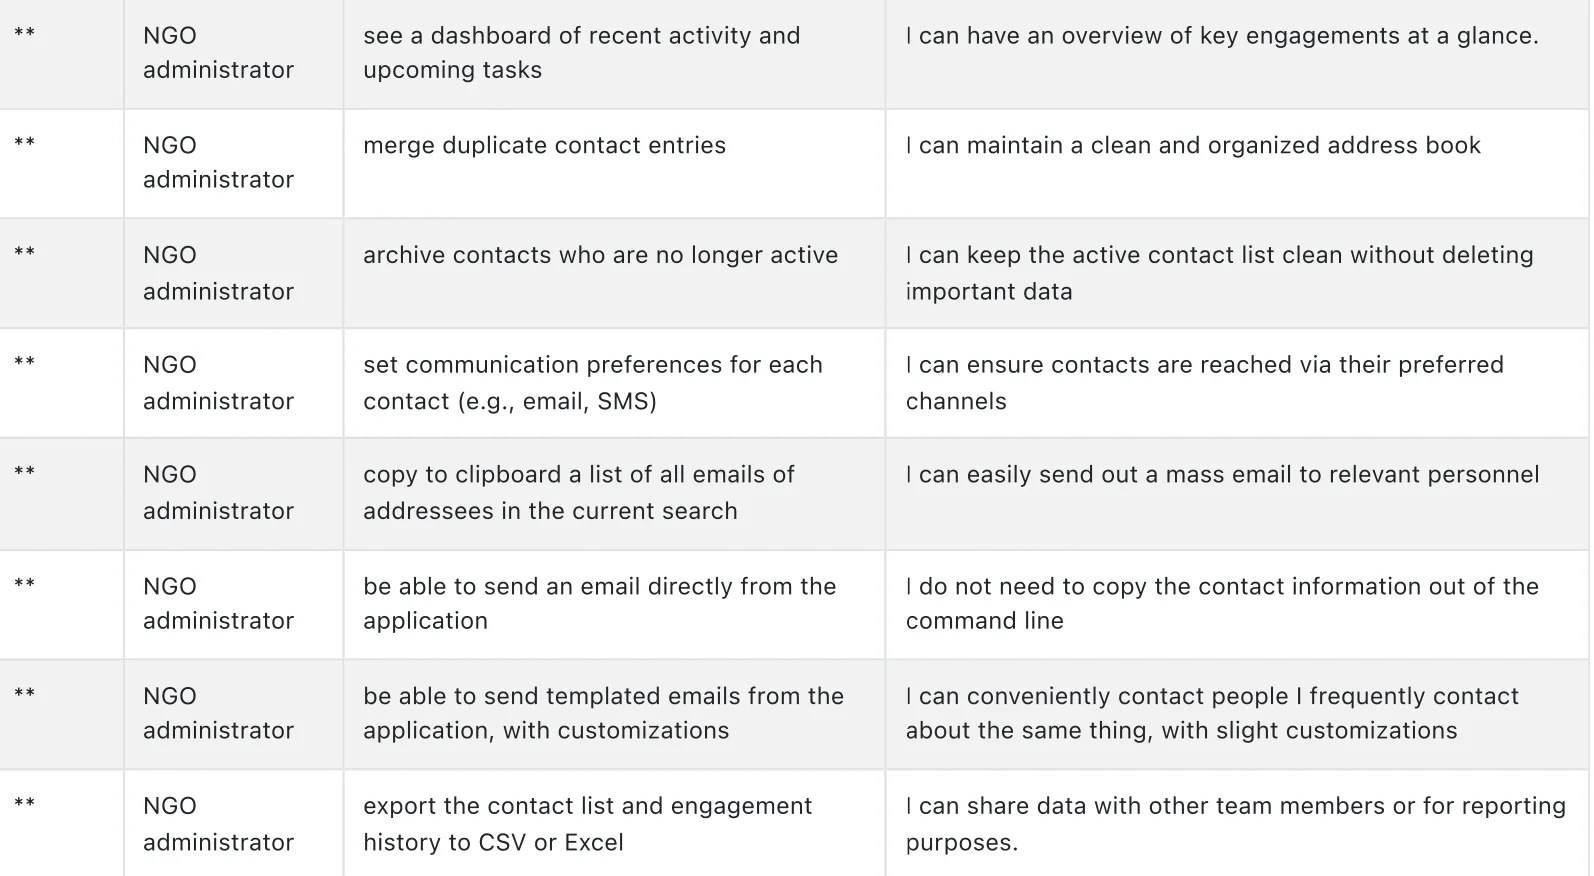 ** NGO administrator see a dashboard of recent activity and upcoming tasks I can have an overview of key engagements at a glance.
** NGO administrator merge duplicate contact entries I can maintain a clean and organized address book
** NGO administrator archive contacts who are no longer active I can keep the active contact list clean without deleting important data
** NGO administrator set communication preferences for each contact (e.g., email, SMS) I can ensure contacts are reached via their preferred channels
** NGO administrator copy to clipboard a list of all emails of addressees in the current search I can easily send out a mass email to relevant personnel
** NGO administrator be able to send an email directly from the application I do not need to copy the contact information out of the command line
** NGO administrator be able to send templated emails from the application, with customizations I can conveniently contact people I frequently contact about the same thing, with slight customizations
** NGO administrator export the contact list and engagement history to CSV or Excel I can share data with other team members or for reporting purposes.